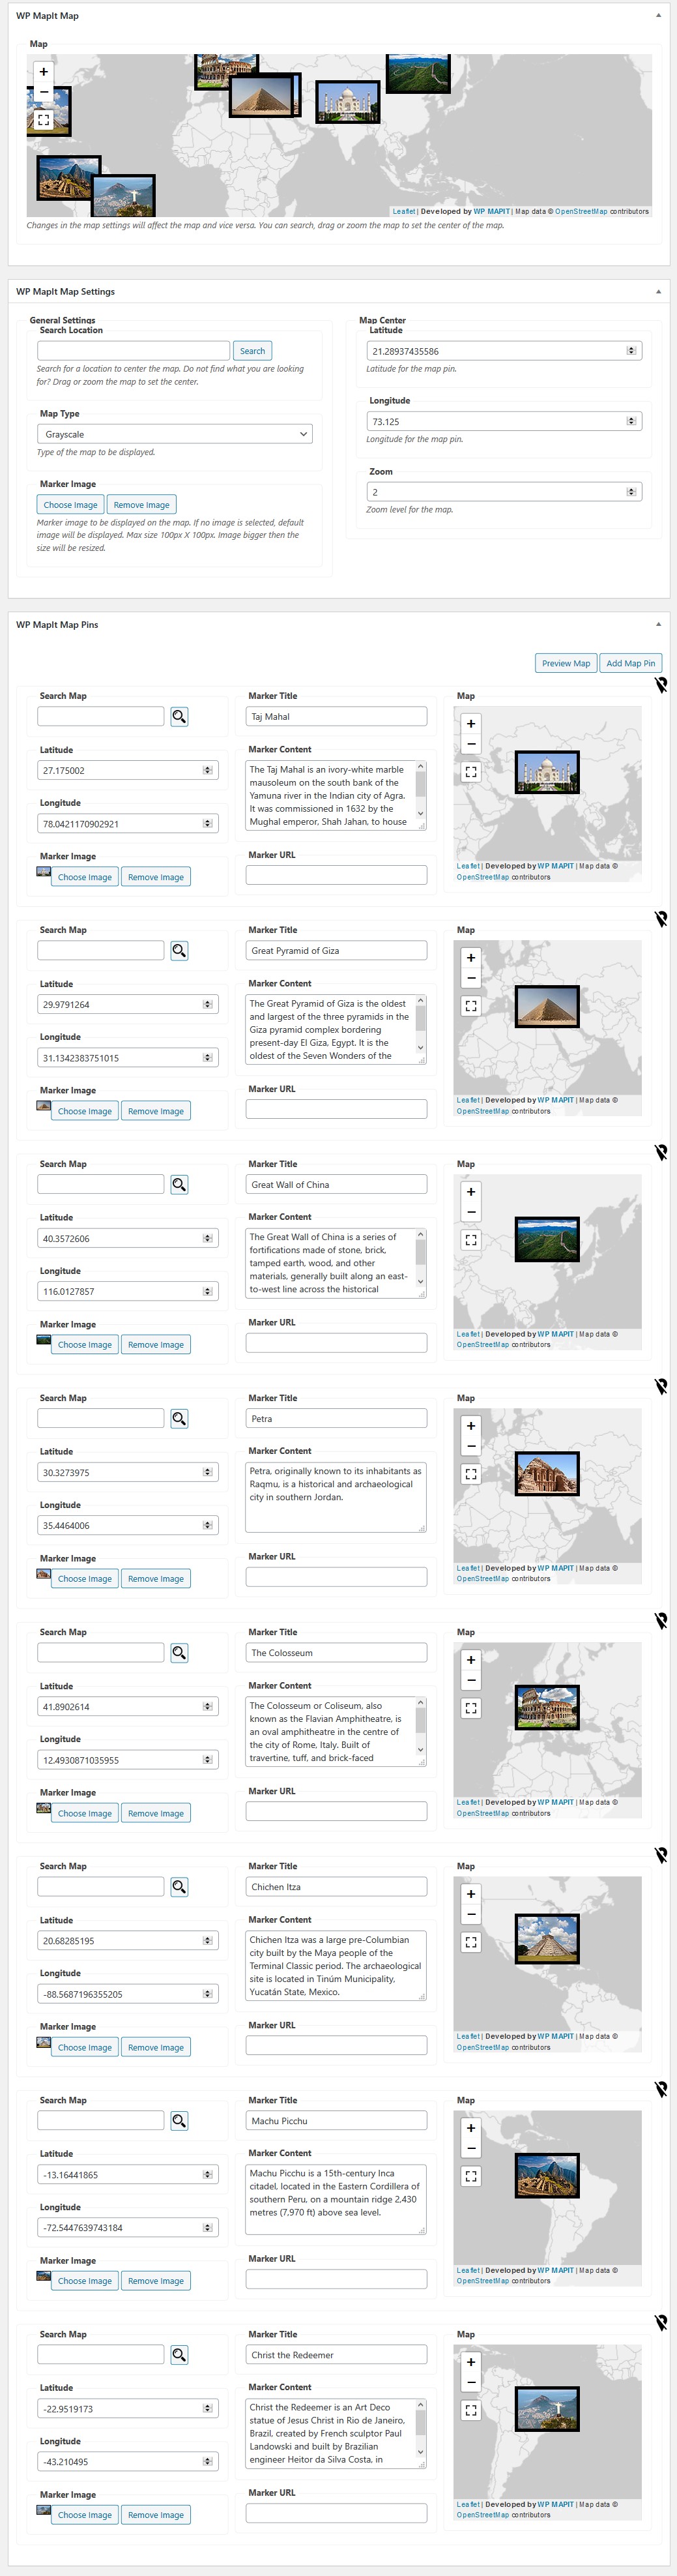 WP MapIt Map
Map
+
−
Leaflet | Developed by WP MAPIT | Map data © OpenStreetMap contributors
Changes in the map settings will affect the map and vice versa. You can search, drag or zoom the map to set the center of the map.
WP MapIt Map Settings
General Settings
Search Location
Search
Search for a location to center the map. Do not find what you are looking
for? Drag or zoom the map to set the center.
Map Type
Grayscale
Type of the map to be displayed.
Marker Image
Choose Image Remove Image
Marker image to be displayed on the map. If no image is selected, default
image will be displayed. Max size 100px X 100px. Image bigger then the
size will be resized.
Map Center
Latitude
21.28937435586
Latitude for the map pin.
Longitude
73.125
Longitude for the map pin.
Zoom
2
Zoom level for the map.
WP MapIt Map Pins
Preview Map Add Map Pin
Search Map
Latitude
27.175002
Longitude
78.0421170902921
Marker Image
Choose Image Remove Image
Marker Title
Taj Mahal
Marker Content
The Taj Mahal is an ivory-white marble
mausoleum on the south bank of the
Yamuna river in the Indian city of Agra.
It was commissioned in 1632 by the
Mughal emperor, Shah Jahan, to house
Marker URL
Map
+
−
Leaflet | Developed by WP MAPIT | Map data ©
OpenStreetMap contributors
Search Map
Latitude
29.9791264
Longitude
31.1342383751015
Marker Image
Choose Image Remove Image
Marker Title
Great Pyramid of Giza
Marker Content
The Great Pyramid of Giza is the oldest
and largest of the three pyramids in the
Giza pyramid complex bordering
present-day El Giza, Egypt. It is the
oldest of the Seven Wonders of the
Marker URL
Map
+
−
Leaflet | Developed by WP MAPIT | Map data ©
OpenStreetMap contributors
Search Map
Latitude
40.3572606
Longitude
116.0127857
Marker Image
Choose Image Remove Image
Marker Title
Great Wall of China
Marker Content
The Great Wall of China is a series of
fortifications made of stone, brick,
tamped earth, wood, and other
materials, generally built along an east-
to-west line across the historical
Marker URL
Map
+
−
Leaflet | Developed by WP MAPIT | Map data ©
OpenStreetMap contributors
Search Map
Latitude
30.3273975
Longitude
35.4464006
Marker Image
Choose Image Remove Image
Marker Title
Petra
Marker Content
Petra, originally known to its inhabitants as
Raqmu, is a historical and archaeological
city in southern Jordan.
Marker URL
Map
+
−
Leaflet | Developed by WP MAPIT | Map data ©
OpenStreetMap contributors
Search Map
Latitude
41.8902614
Longitude
12.4930871035955
Marker Image
Choose Image Remove Image
Marker Title
The Colosseum
Marker Content
The Colosseum or Coliseum, also
known as the Flavian Amphitheatre, is
an oval amphitheatre in the centre of
the city of Rome, Italy. Built of
travertine, tuff, and brick-faced
Marker URL
Map
+
−
Leaflet | Developed by WP MAPIT | Map data ©
OpenStreetMap contributors
Search Map
Latitude
20.68285195
Longitude
-88.5687196355205
Marker Image
Choose Image Remove Image
Marker Title
Chichen Itza
Marker Content
Chichen Itza was a large pre-Columbian
city built by the Maya people of the
Terminal Classic period. The archaeological
site is located in Tinúm Municipality,
Yucatán State, Mexico.
Marker URL
Map
+
−
Leaflet | Developed by WP MAPIT | Map data ©
OpenStreetMap contributors
Search Map
Latitude
-13.16441865
Longitude
-72.5447639743184
Marker Image
Choose Image Remove Image
Marker Title
Machu Picchu
Marker Content
Machu Picchu is a 15th-century Inca
citadel, located in the Eastern Cordillera of
southern Peru, on a mountain ridge 2,430
metres (7,970 ft) above sea level.
Marker URL
Map
+
−
Leaflet | Developed by WP MAPIT | Map data ©
OpenStreetMap contributors
Search Map
Latitude
-22.9519173
Longitude
-43.210495
Marker Image
Choose Image Remove Image
Marker Title
Christ the Redeemer
Marker Content
Christ the Redeemer is an Art Deco
statue of Jesus Christ in Rio de Janeiro,
Brazil, created by French sculptor Paul
Landowski and built by Brazilian
engineer Heitor da Silva Costa, in
Marker URL
Map
+
−
Leaflet | Developed by WP MAPIT | Map data ©
OpenStreetMap contributors